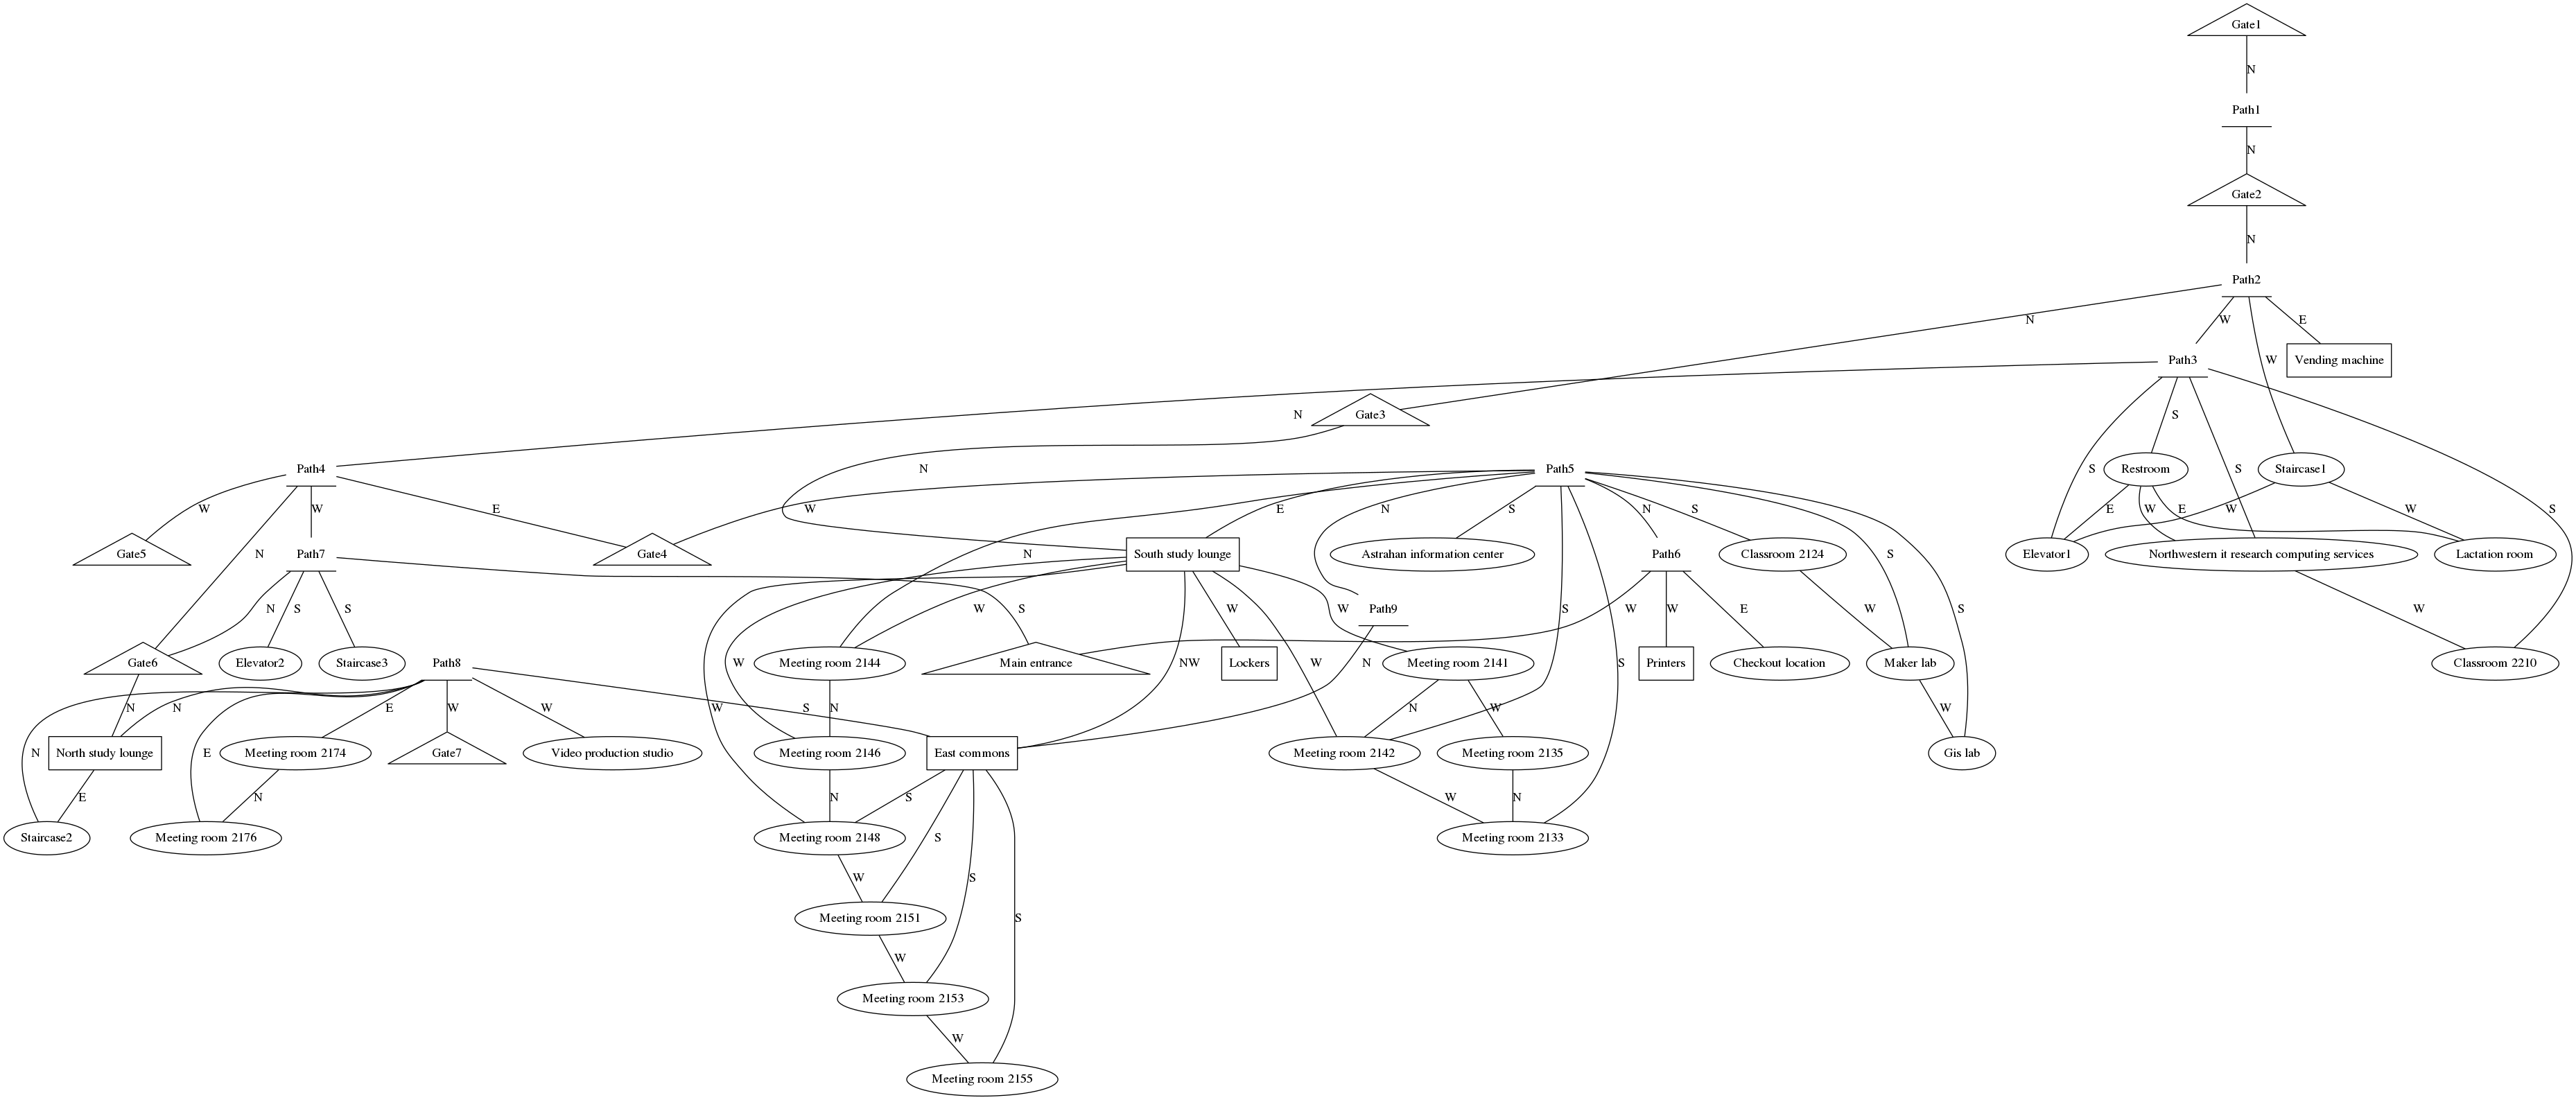 Gate1
N
Path1
N
Gate2
N
Path2
N
W
W
E
Path3
Vending machine
N
Gate3
S
S
S
S
N
Path4
Path5
Restroom
Staircase1
W
N
W
E
W
N
E
N
S
S
S
N
S
S
S
S
E
W
E
W
W
Gate5
Path7
Gate4
South study lounge
Astrahan information center
Path6
Classroom 2124
Elevator1
Northwestern it research computing services
Lactation room
N
S
S
S
W
W
W
NW
W
W
W
Path9
W
W
E
W
W
Gate6
Elevator2
Staircase3
Path8
Meeting room 2144
Main entrance
Lockers
Meeting room 2141
Printers
Checkout location
Maker lab
Classroom 2210
N
N
N
E
E
W
W
S
N
N
N
W
W
North study lounge
Meeting room 2174
Gate7
Video production studio
Meeting room 2146
East commons
Meeting room 2142
Meeting room 2135
Gis lab
E
N
N
S
S
S
S
W
N
Staircase2
Meeting room 2176
Meeting room 2148
Meeting room 2133
W
Meeting room 2151
W
Meeting room 2153
W
Meeting room 2155